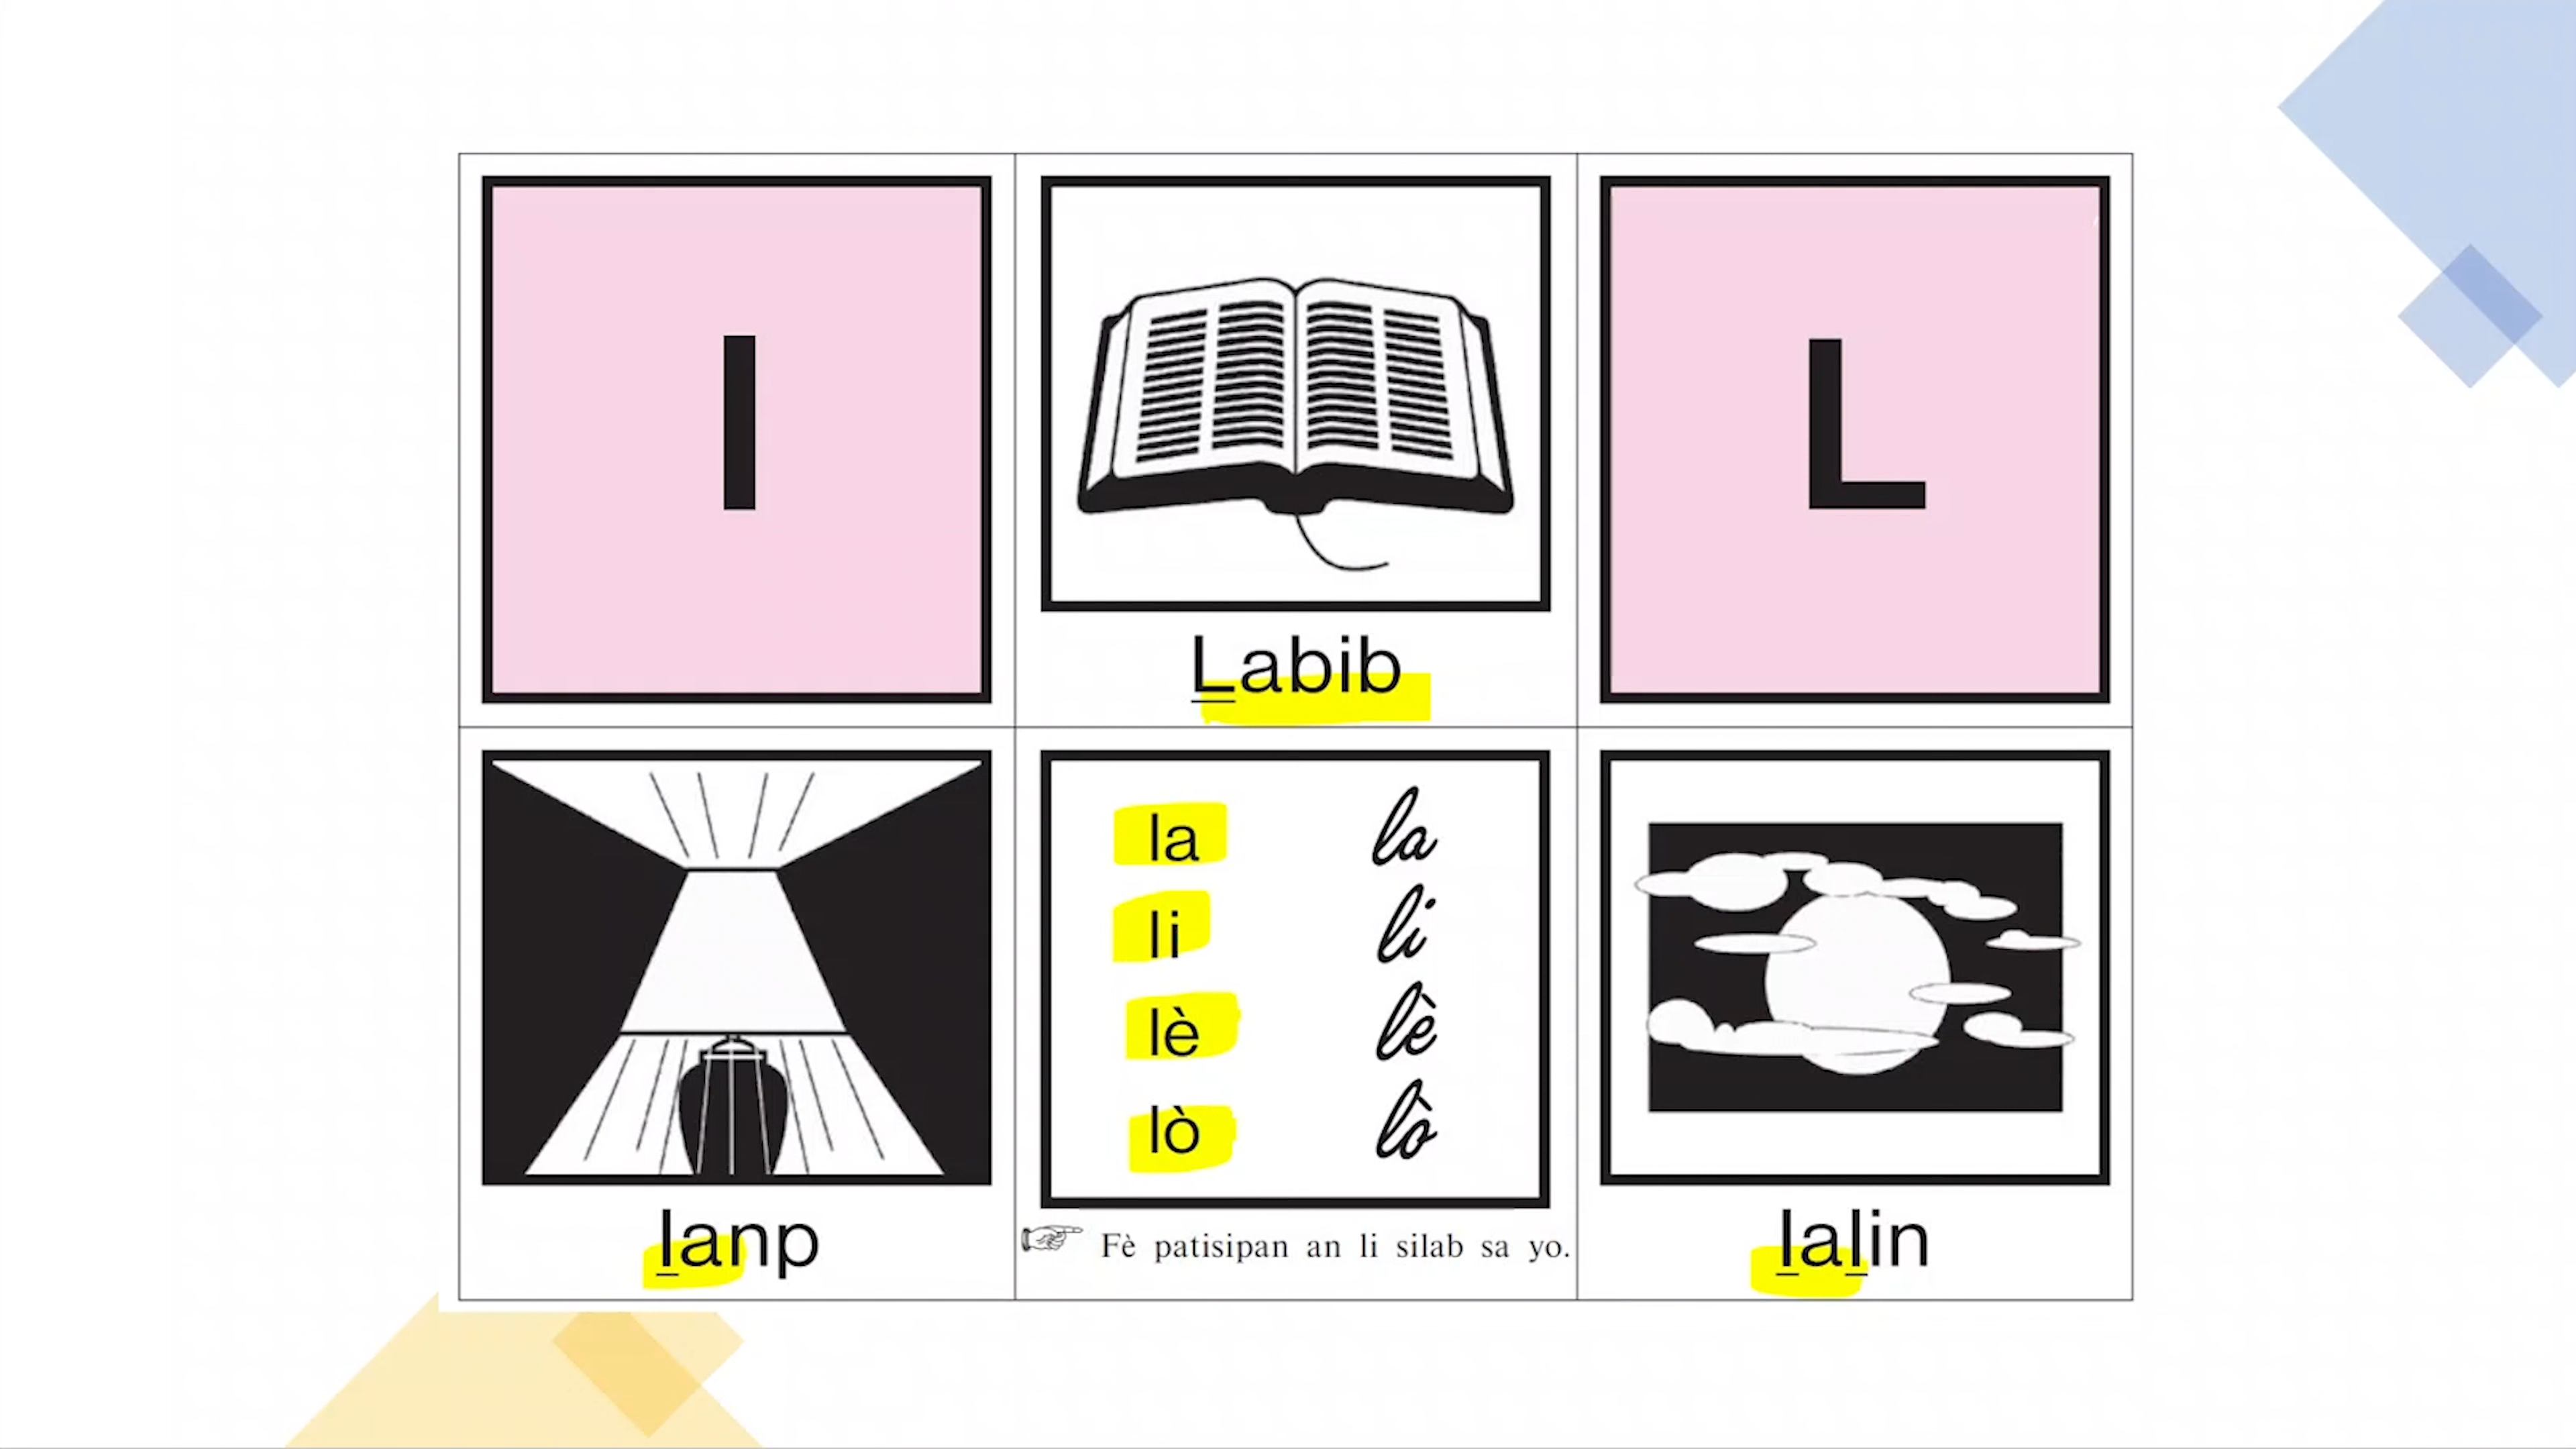 l
Labib
L
la la
li li
lè lè
lò lò
lanp
Fè patisipan an li silab sa yo.
lalin